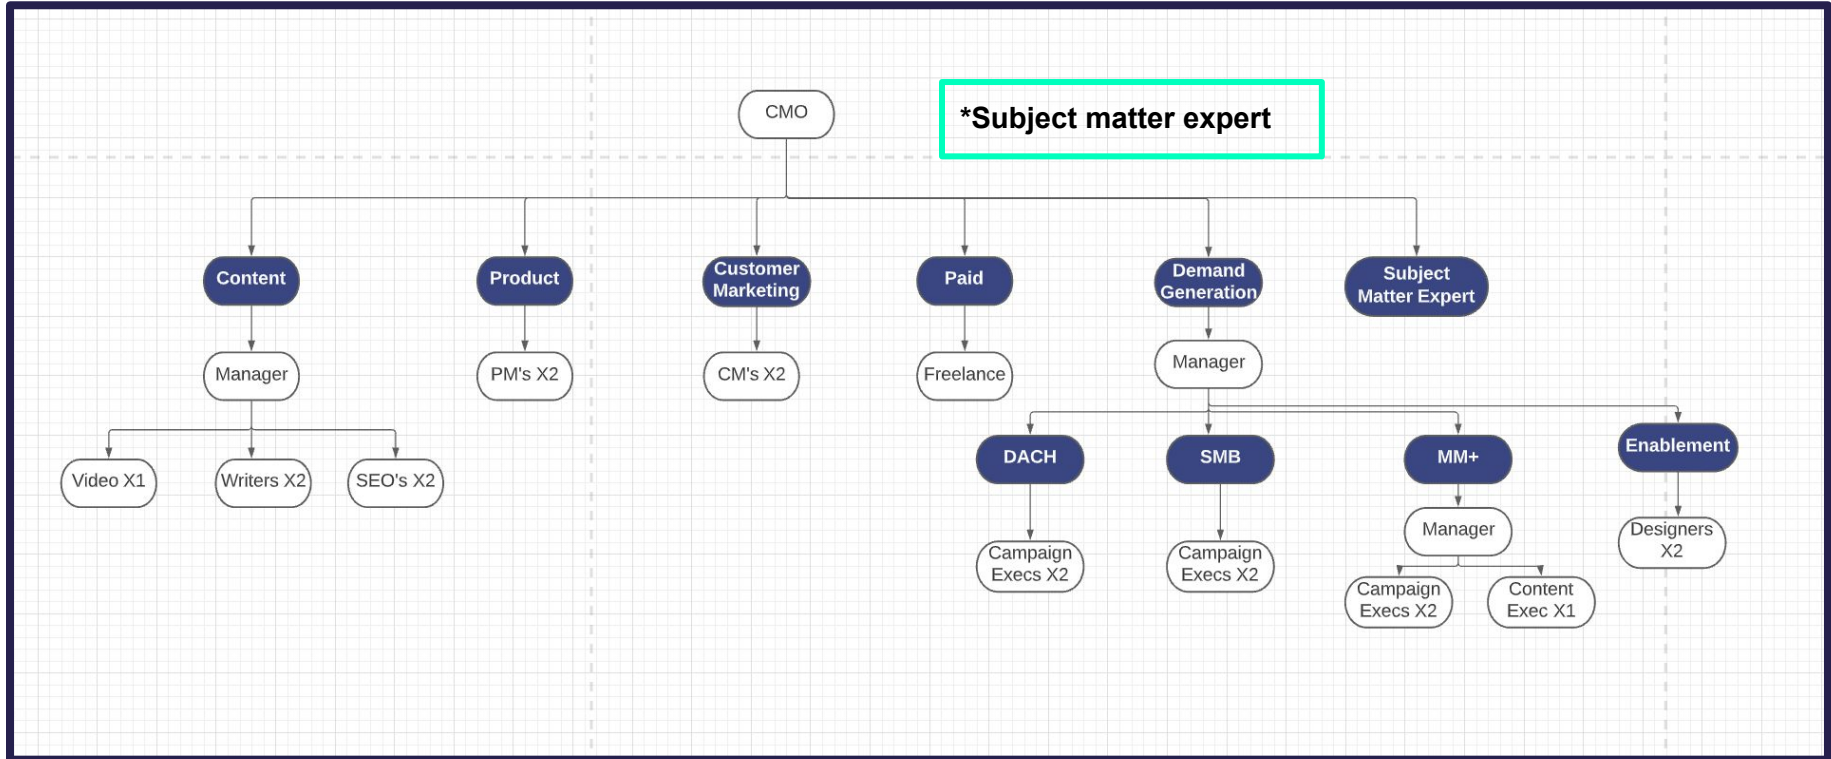 CMO
*Subject matter expert
Content
Product
Customer
Marketing
Paid
Demand
Generation
Subject
Matter Expert
Manager
PM's X2
CM's X2
Freelance
Manager
Video X1
Writers X2
SEO's X2
DACH
SMB
MM+
Enablement
Campaign
Execs X2
Campaign
Execs X2
Manager
Designers
X2
Campaign
Execs X2
Content
Exec X1